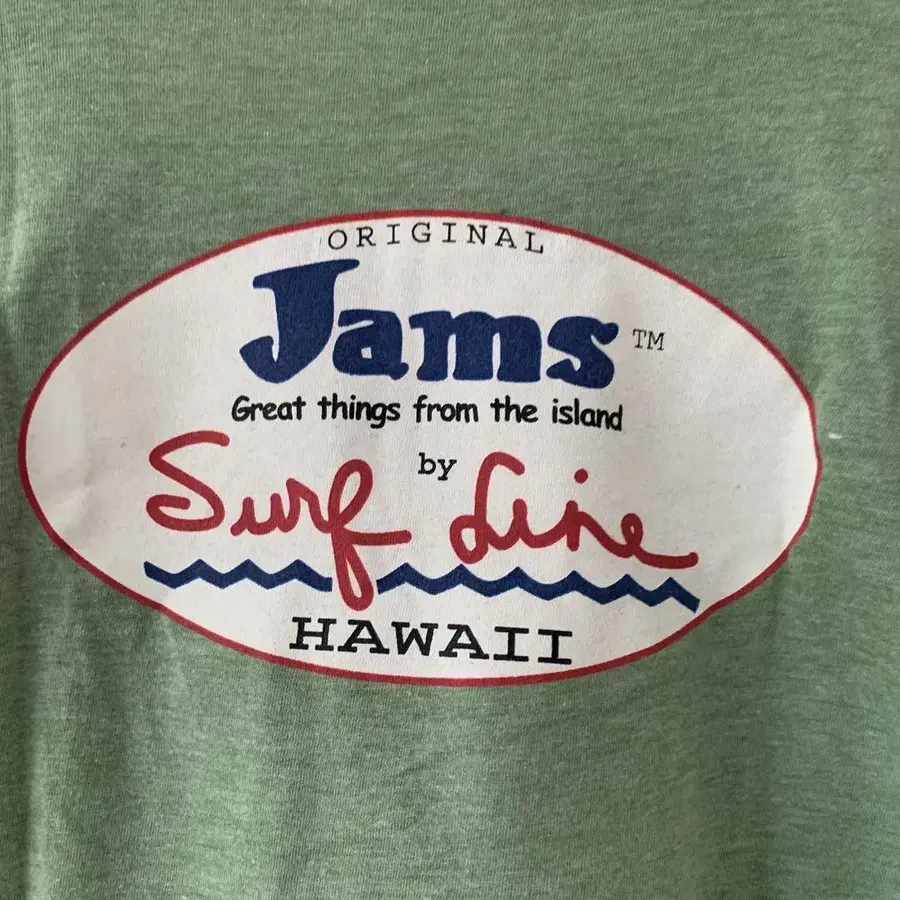 ORIGINAL
Jams™
Great things from the island
by
Surf Line
HAWAII